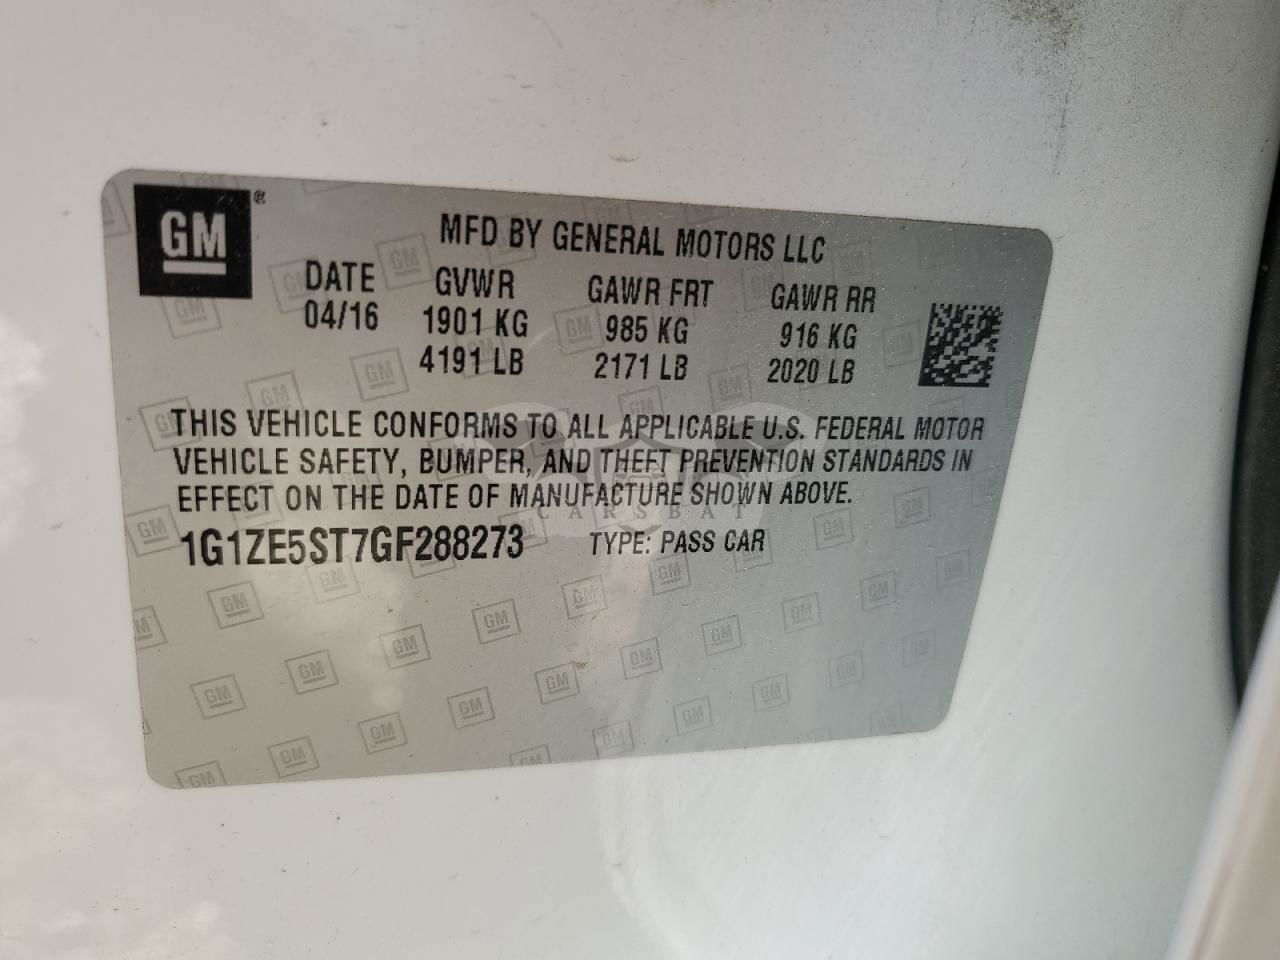 GM®
MFD BY GENERAL MOTORS LLC
DATE GVWR GAWR FRT GAWR RR
04/16 1901 KG 985 KG 916 KG
4191 LB 2171 LB 2020 LB
THIS VEHICLE CONFORMS TO ALL APPLICABLE U.S. FEDERAL MOTOR
VEHICLE SAFETY, BUMPER, AND THEFT PREVENTION STANDARDS IN
EFFECT ON THE DATE OF MANUFACTURE SHOWN ABOVE.
CARSBAT
1G1ZE5ST7GF288273 TYPE: PASS CAR